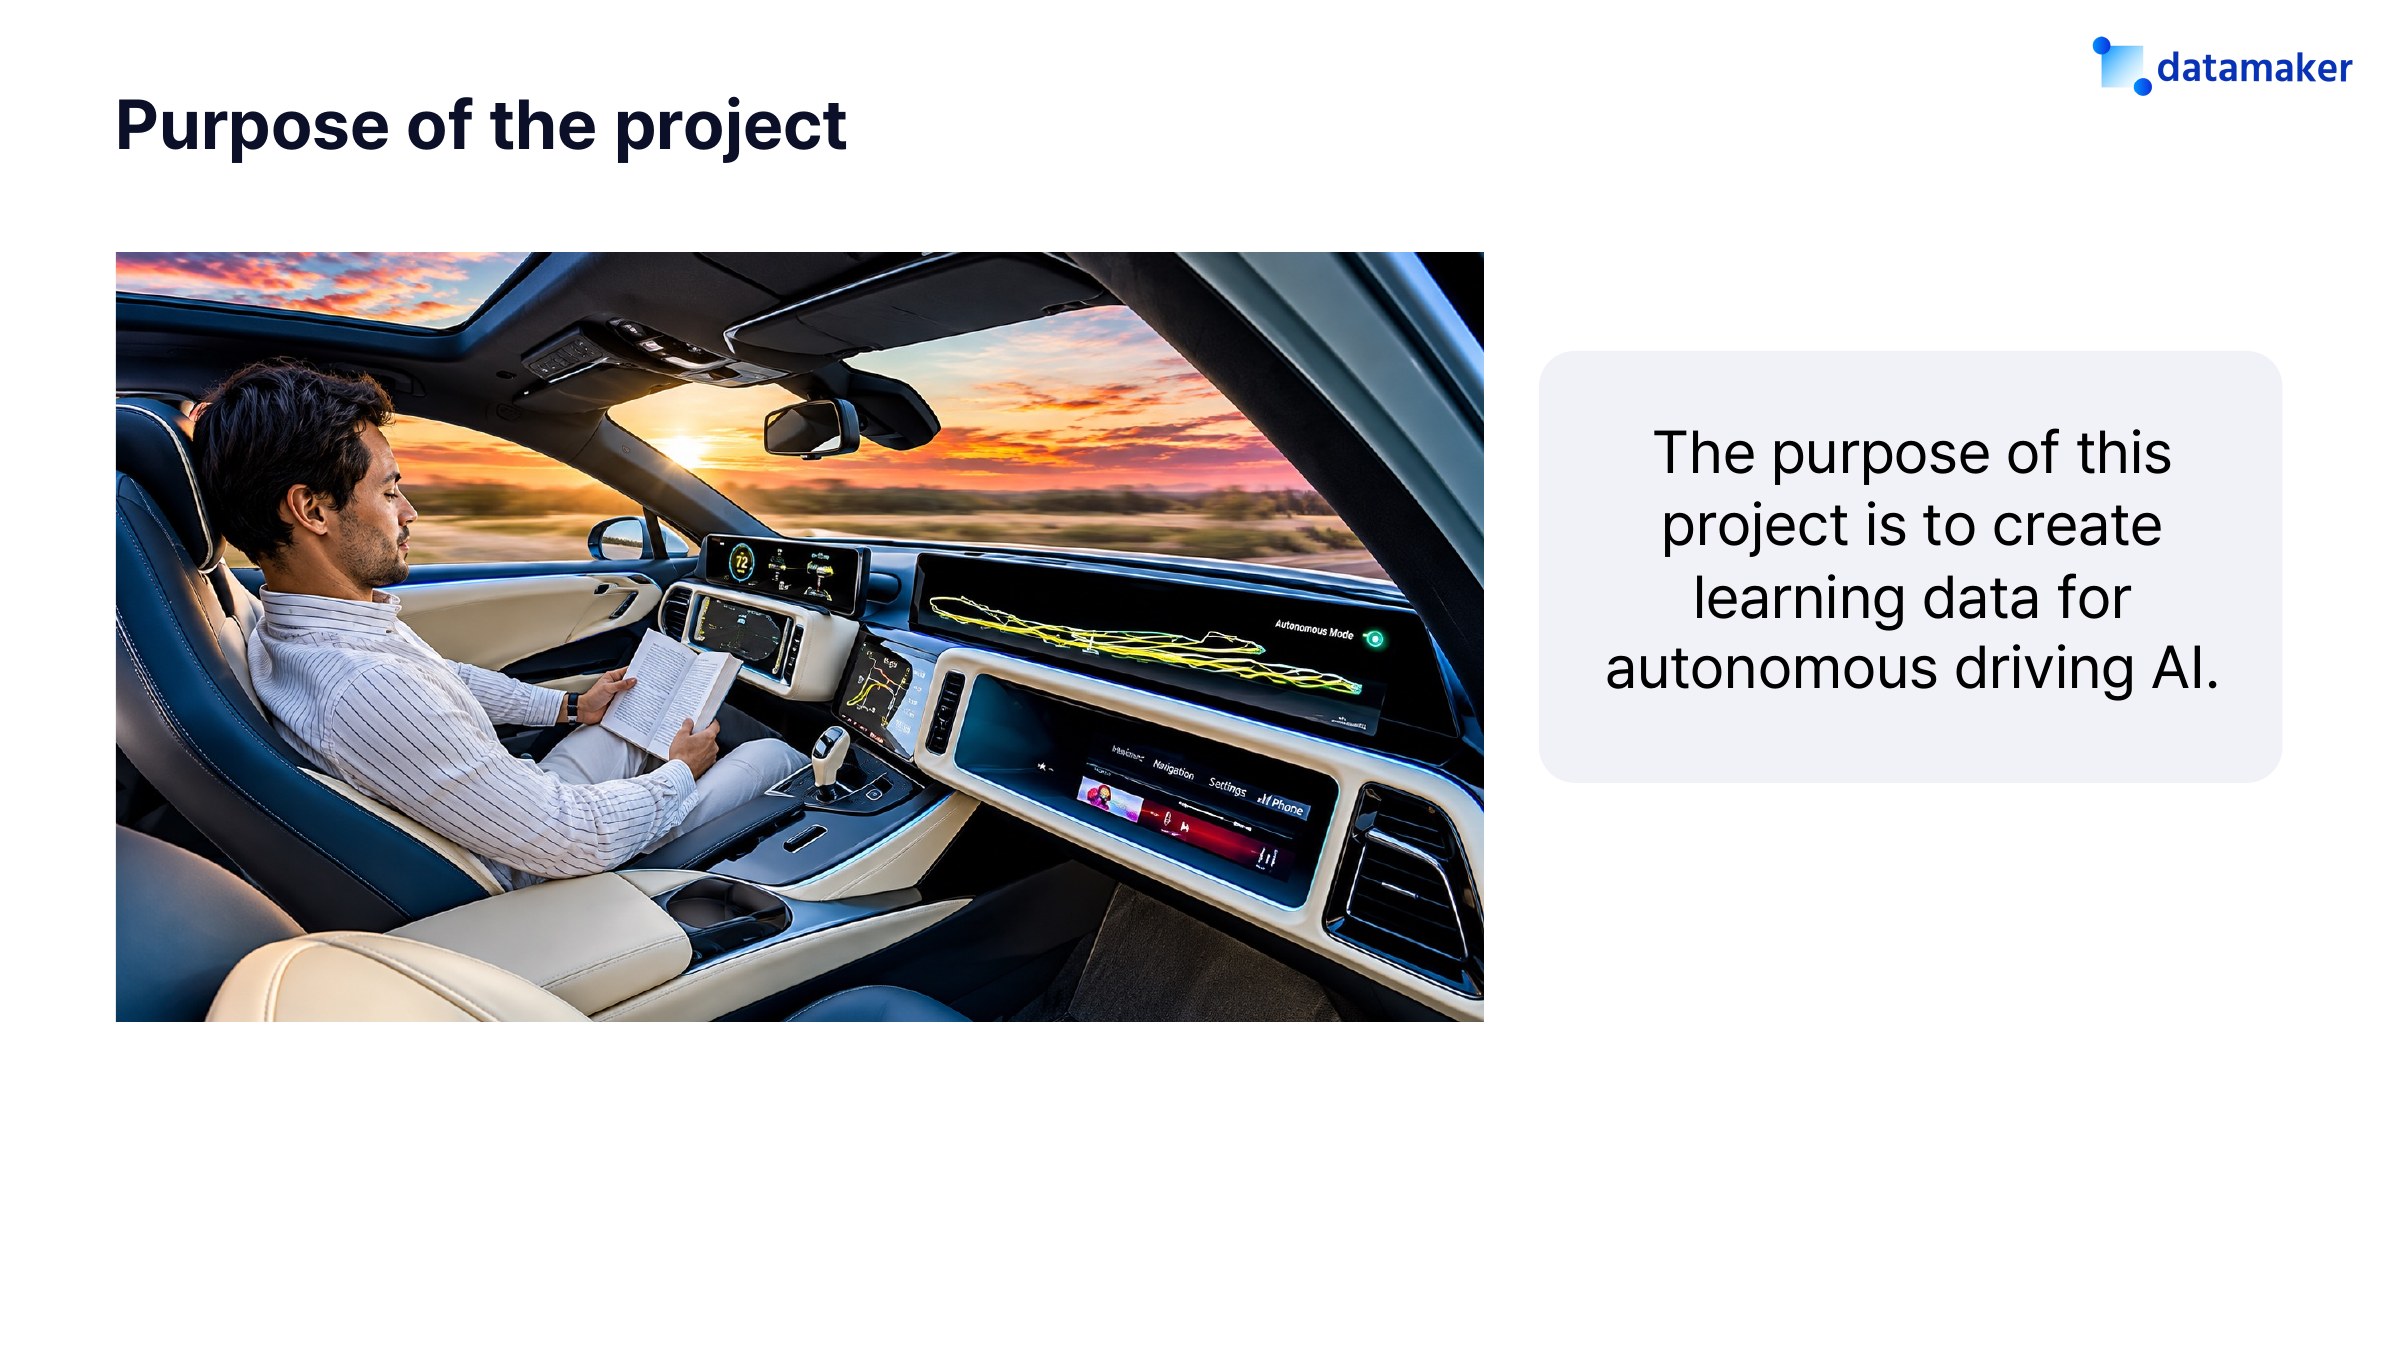 datamaker
Purpose of the project
The purpose of this
project is to create
learning data for
autonomous driving AI.
72
Autonomous Mode
Navigation
Settings
Phone